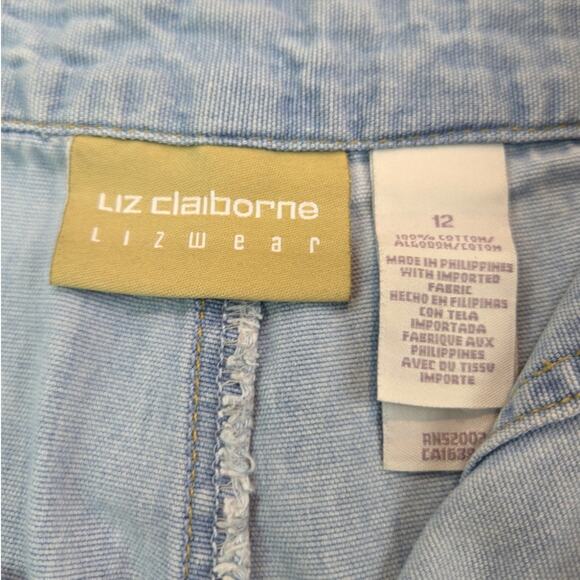 Liz claiborne
Lizwear
12
100% COTTON/
ALGODON/COTON
MADE IN PHILIPPINES
WITH IMPORTED
FABRIC
HECHO EN FILIPINAS
CON TELA
IMPORTADA
FABRIQUE AUX
PHILIPPINES
AVEC DU TISSU
IMPORTE
RN52002